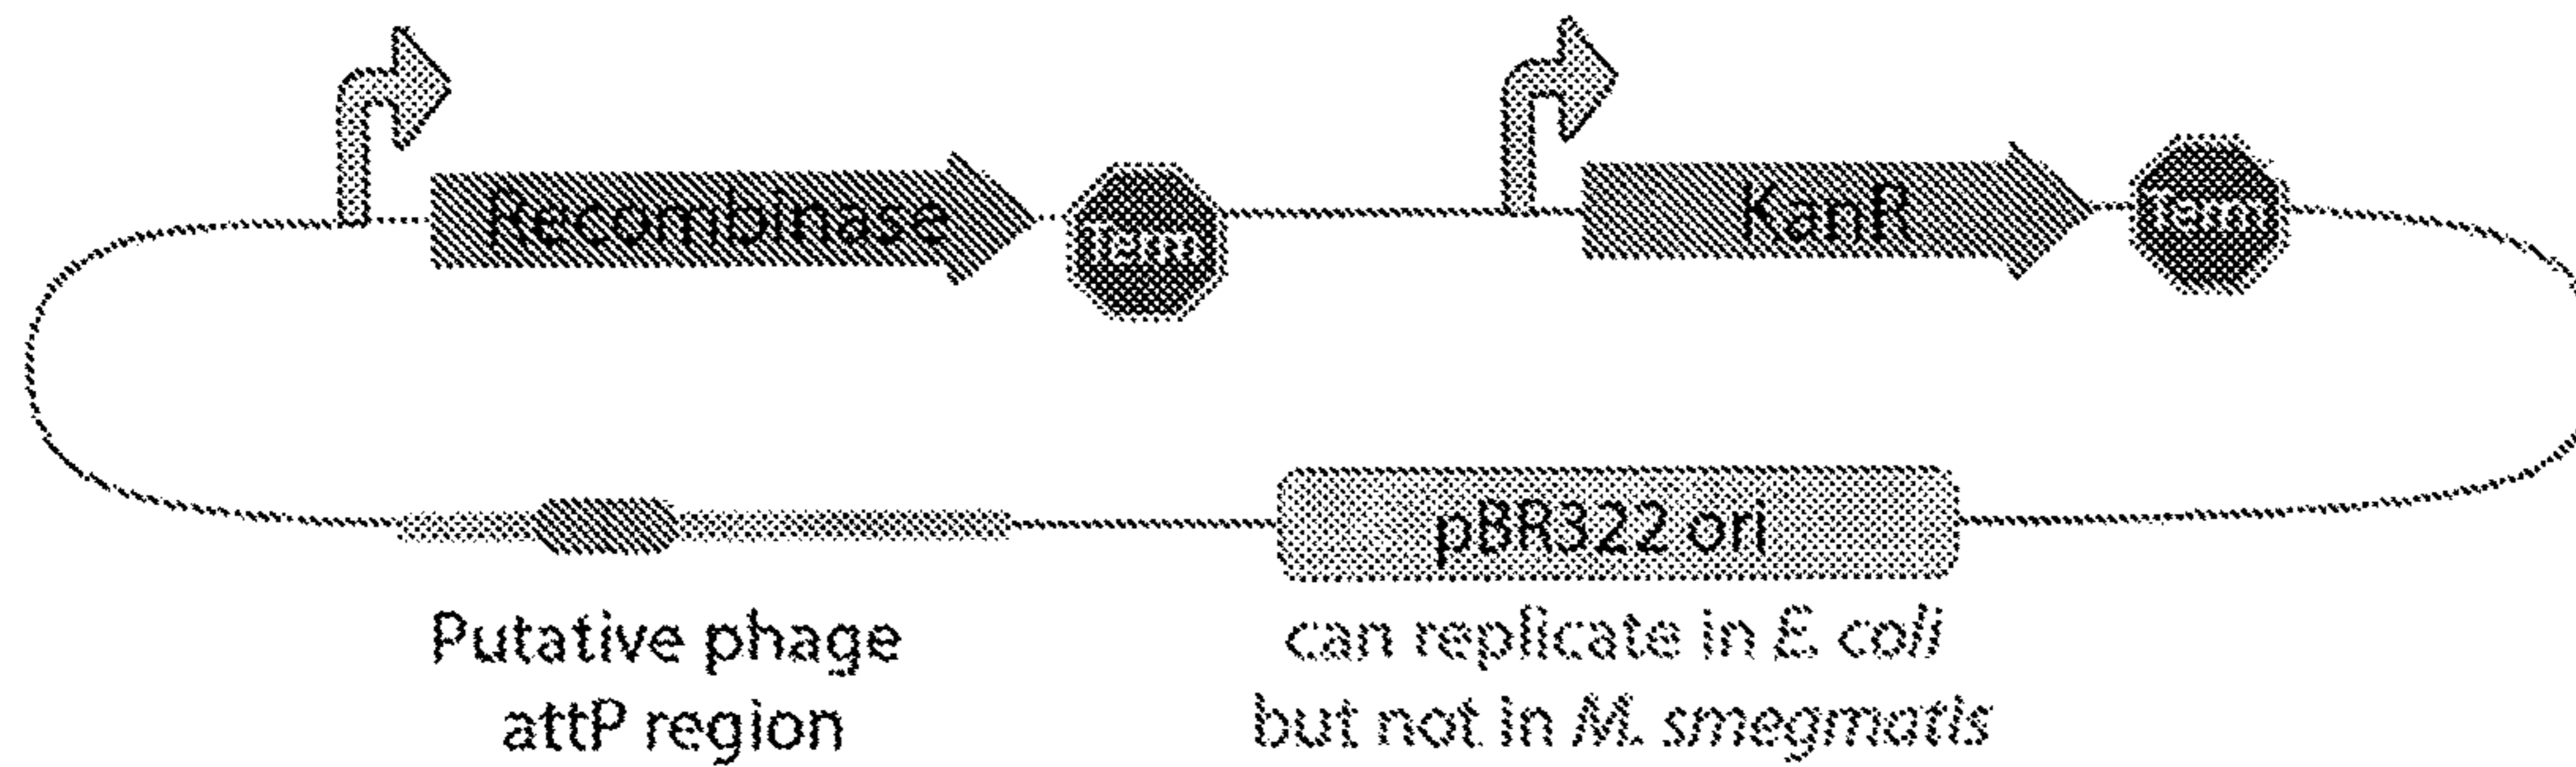 Recombinase
Term
KanR
Term
pBR322 ori
Putative phage
attP region
can replicate in E coli
but not in M. smegmatis